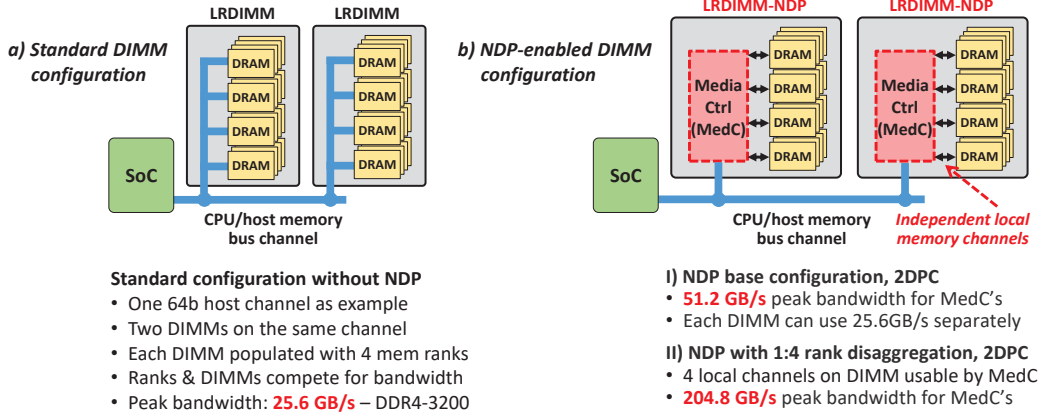 LRDIMM
LRDIMM
a) Standard DIMM
configuration
DRAM
DRAM
DRAM
DRAM
DRAM
DRAM
DRAM
DRAM
SoC
CPU/host memory
bus channel
Standard configuration without NDP
• One 64b host channel as example
• Two DIMMs on the same channel
• Each DIMM populated with 4 mem ranks
• Ranks & DIMMs compete for bandwidth
• Peak bandwidth: 25.6 GB/s – DDR4-3200
LRDIMM-NDP
LRDIMM-NDP
b) NDP-enabled DIMM
configuration
Media
Ctrl
(MedC)
DRAM
DRAM
DRAM
DRAM
Media
Ctrl
(MedC)
DRAM
DRAM
DRAM
DRAM
SoC
CPU/host memory
bus channel
Independent local
memory channels
I) NDP base configuration, 2DPC
• 51.2 GB/s peak bandwidth for MedC's
• Each DIMM can use 25.6GB/s separately
II) NDP with 1:4 rank disaggregation, 2DPC
• 4 local channels on DIMM usable by MedC
• 204.8 GB/s peak bandwidth for MedC's